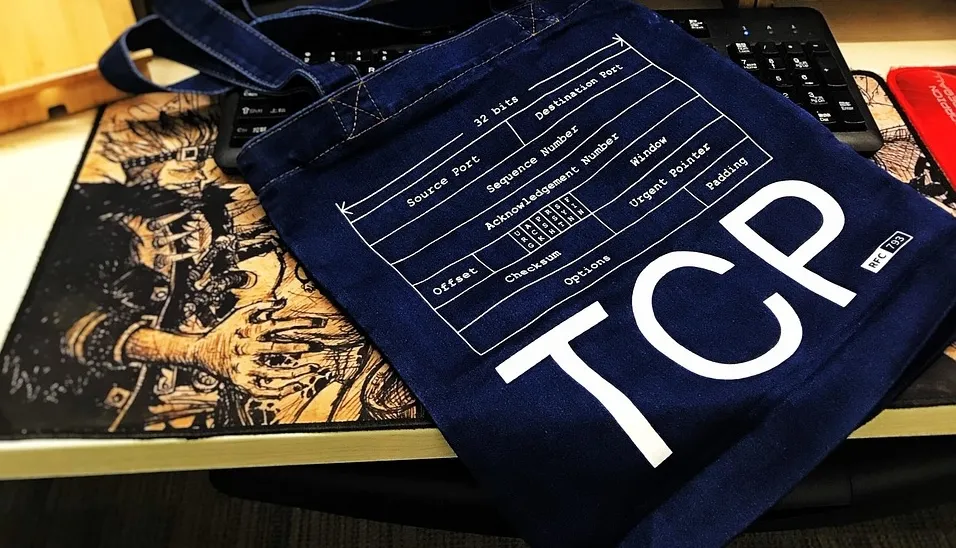 32 bits
Source Port Destination Port
Sequence Number
Acknowledgement Number
Offset U A P R S F Window
R C S S Y I
G K H T N N
Checksum Urgent Pointer
Options Padding
TCP
RFC 793